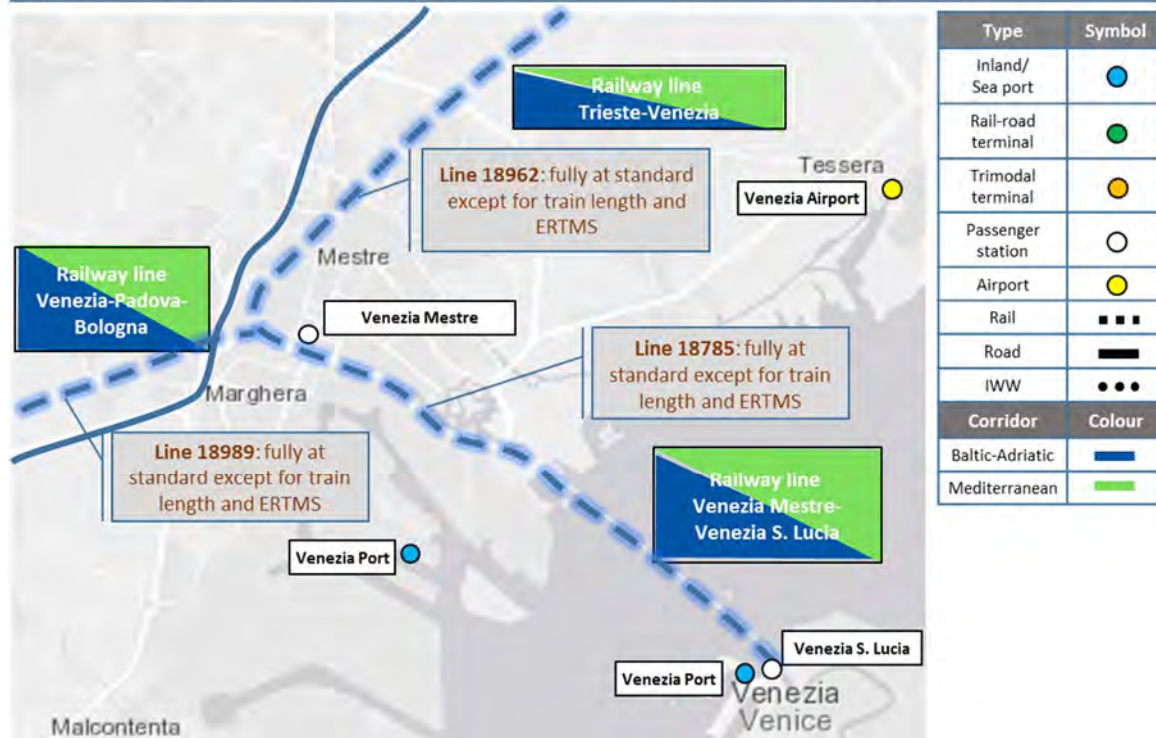 Railway line
Trieste-Venezia
Line 18962: fully at standard
except for train length and
ERTMS
Tessera
Venezia Airport
Mestre
Railway line
Venezia-Padova-
Bologna
Venezia Mestre
Line 18785: fully at
standard except for train
length and ERTMS
Marghera
Line 18989: fully at
standard except for train
length and ERTMS
Railway line
Venezia Mestre-
Venezia S. Lucia
Venezia Port
Venezia S. Lucia
Venezia Port
Venezia
Venice
Malcontenta
Type Symbol
Inland/
Sea port
Rail-road
terminal
Trimodal
terminal
Passenger
station
Airport
Rail
Road
IWW
Corridor Colour
Baltic-Adriatic
Mediterranean